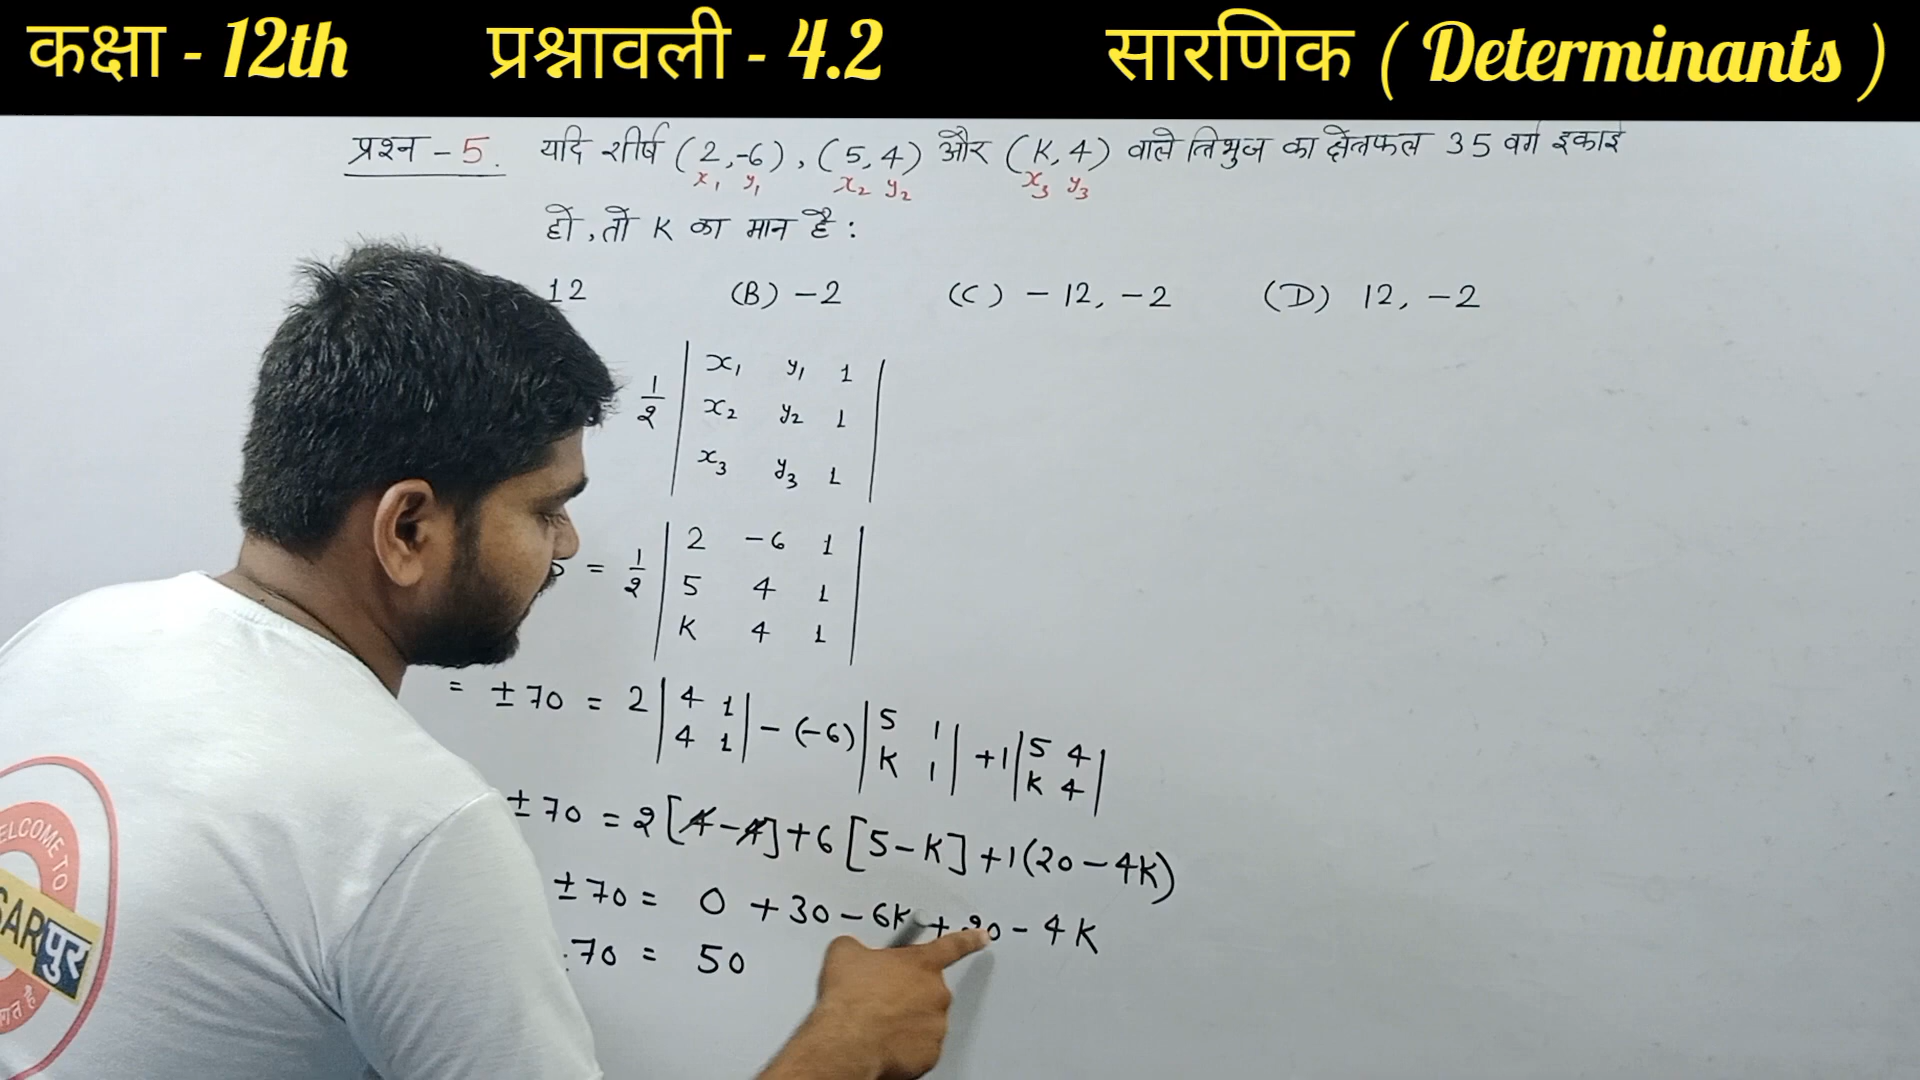 कक्षा - 12th प्रश्नावली - 4.2 सारणिक ( Determinants )
प्रश्न - 5. यदि शीर्ष (2,-6), (5,4) और (K,4) वाले त्रिभुज का क्षेत्रफल 35 वर्ग इकाई
x₁ y₁ x₂ y₂ x₃ y₃
हो, तो K का मान है :
12 (B) -2 (C) -12, -2 (D) 12, -2
1/2 | x₁ y₁ 1 |
| x₂ y₂ 1 |
| x₃ y₃ 1 |
= 1/2 | 2 -6 1 |
| 5 4 1 |
| K 4 1 |
= ±70 = 2 | 4 1 | - (-6) | 5 1 | +1 | 5 4 |
| 4 1 | | K 1 | | K 4 |
±70 = 2[4-4]+6[5-K]+1(20-4K)
±70 = 0 +30-6K+20-4K
70 = 50
WELCOME TO
SARपुर